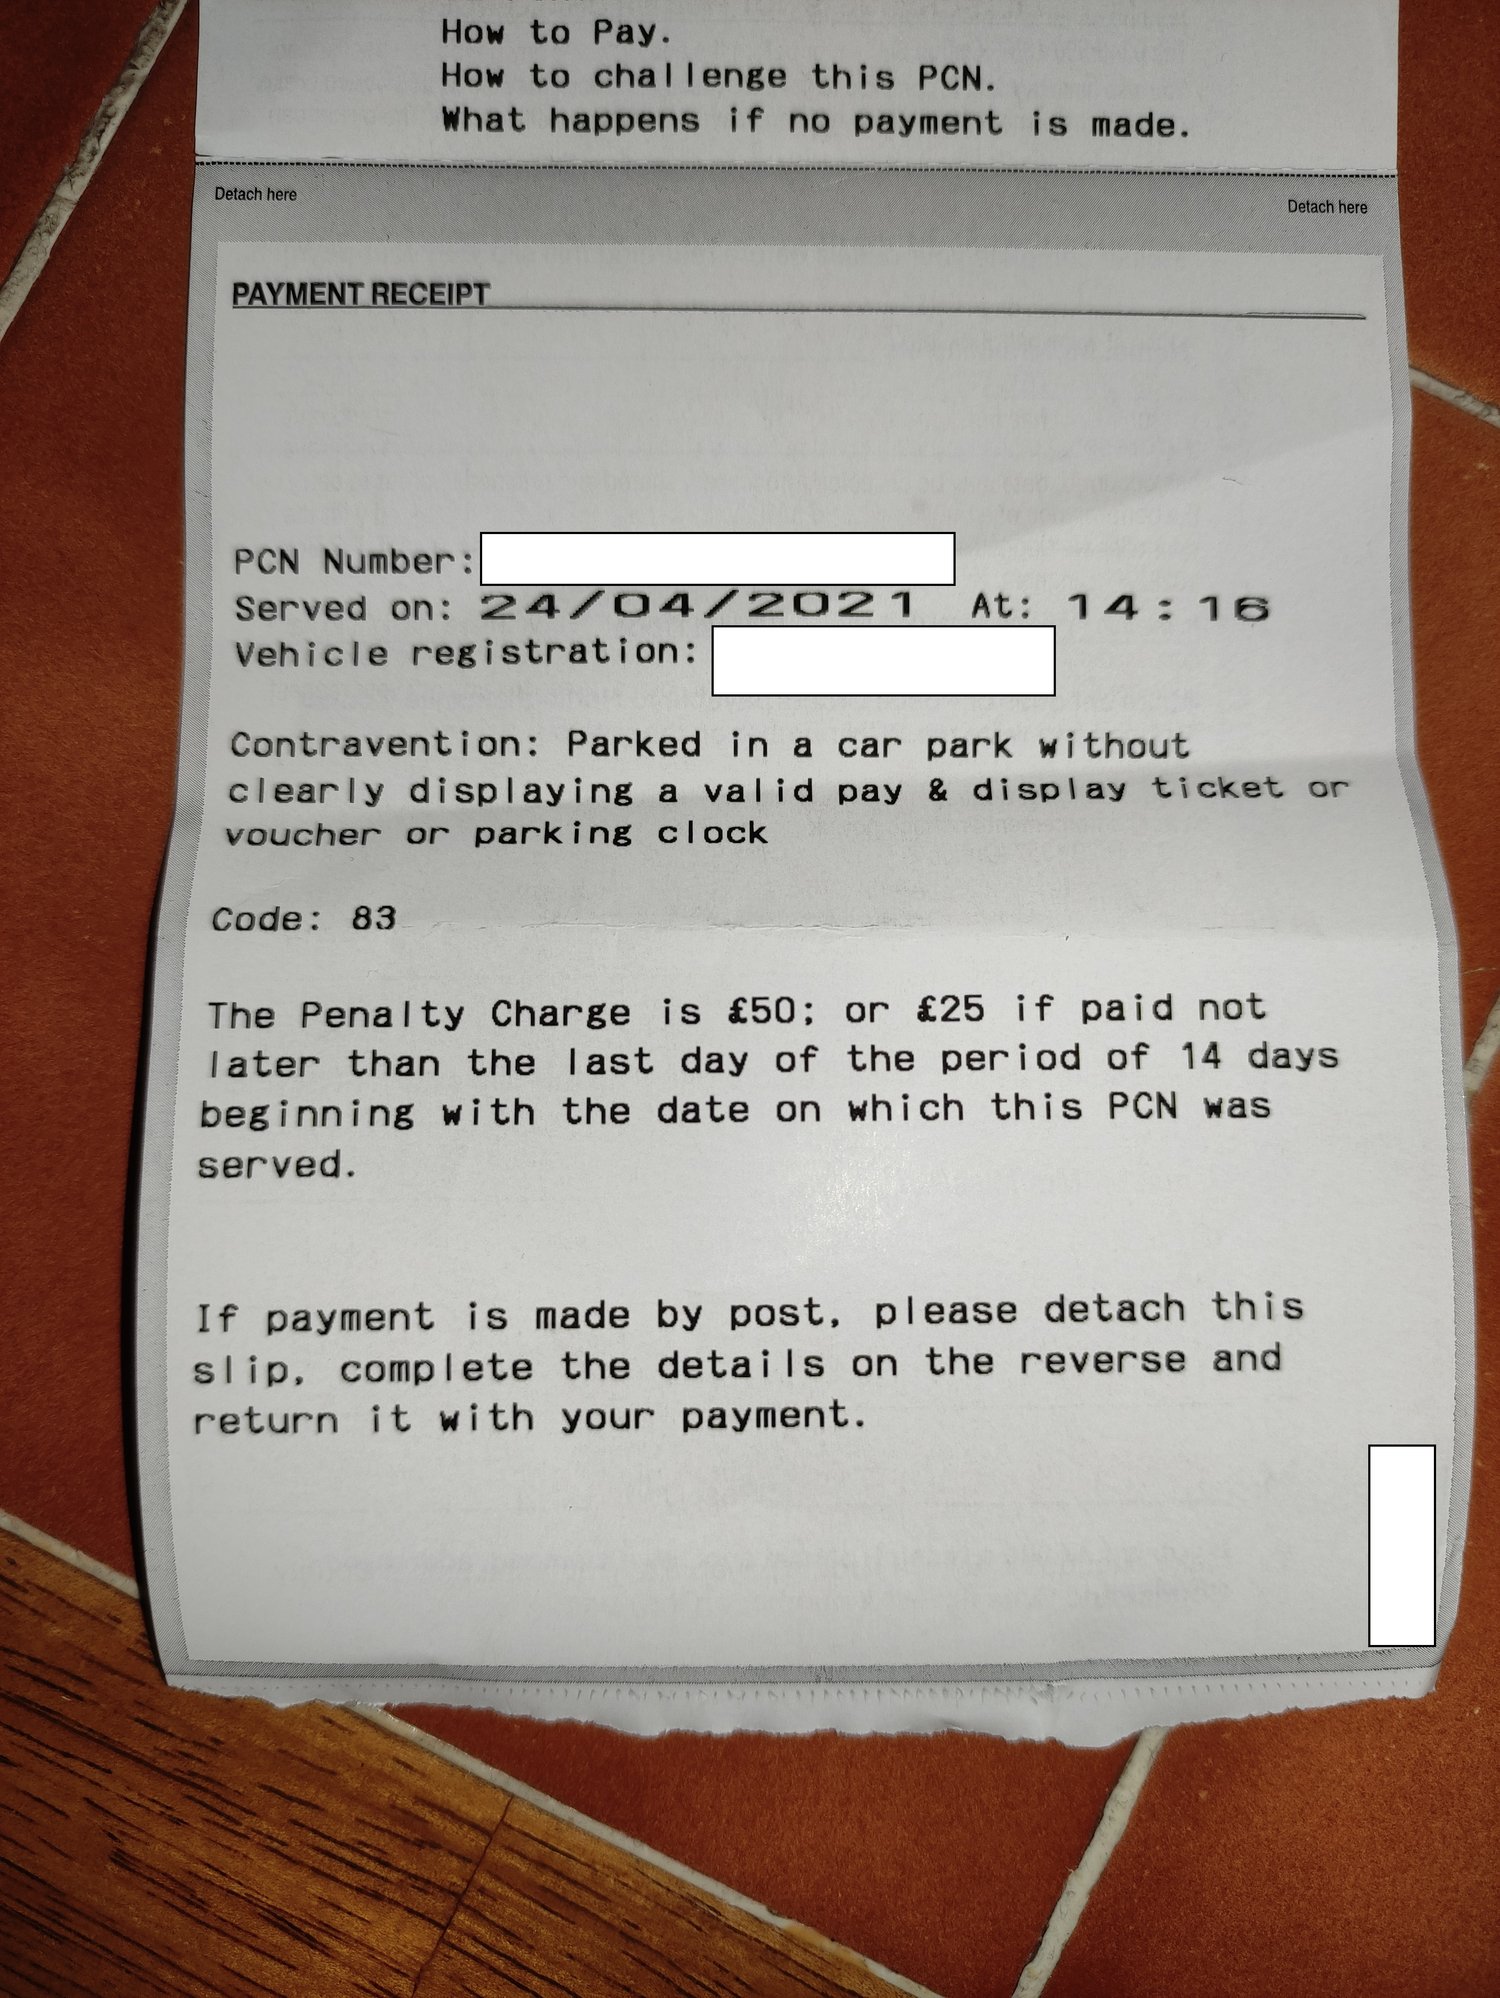 How to Pay.
How to challenge this PCN.
What happens if no payment is made.
Detach here
Detach here
PAYMENT RECEIPT
PCN Number:
Served on: 24/04/2021 At: 14:16
Vehicle registration:
Contravention: Parked in a car park without
clearly displaying a valid pay & display ticket or
voucher or parking clock
Code: 83
The Penalty Charge is £50; or £25 if paid not
later than the last day of the period of 14 days
beginning with the date on which this PCN was
served.
If payment is made by post, please detach this
slip, complete the details on the reverse and
return it with your payment.